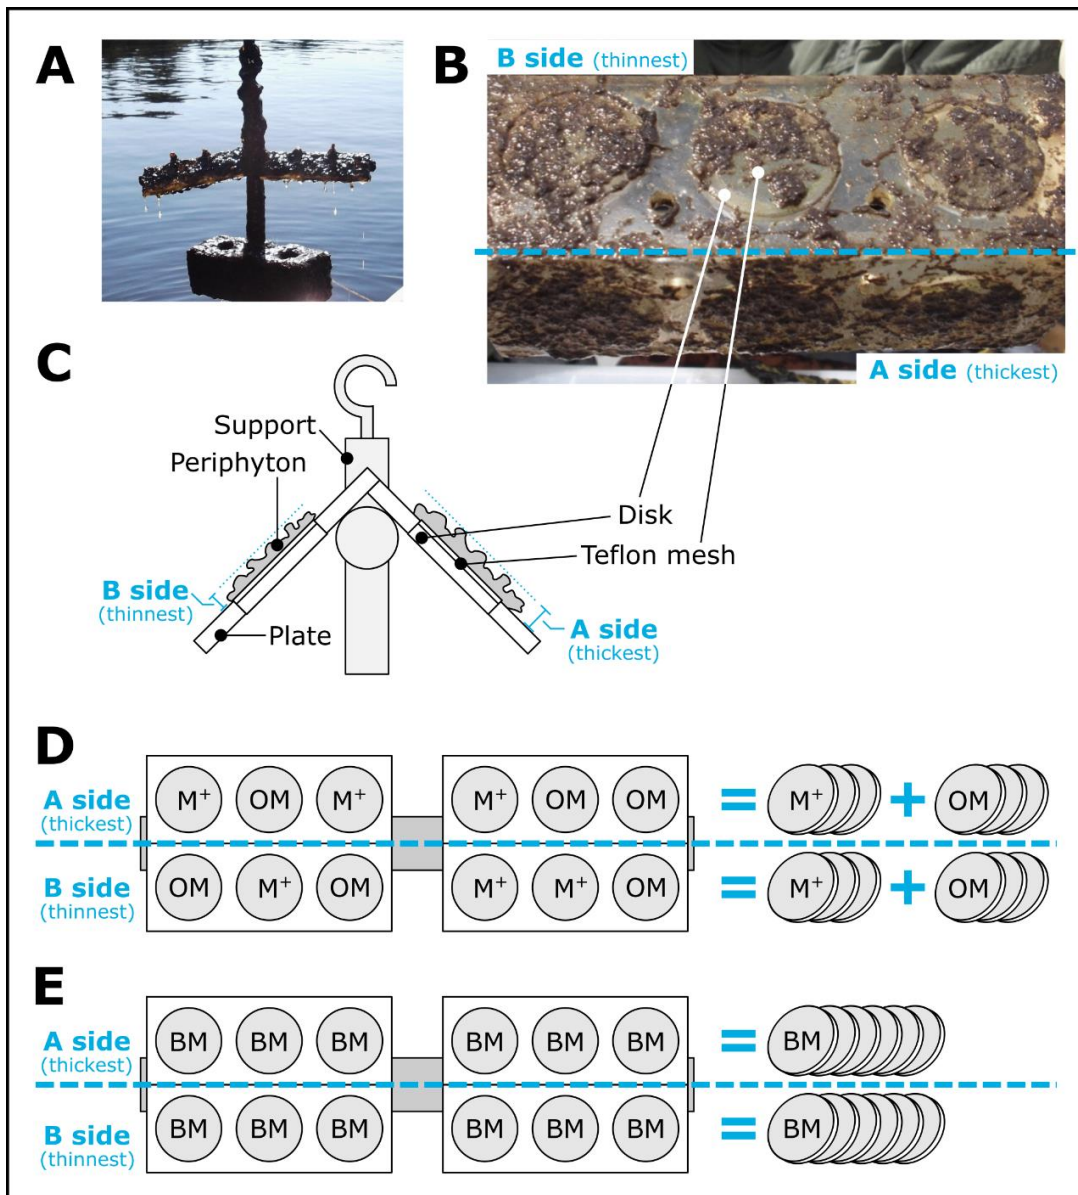 A
B
B side (thinnest)
A side (thickest)
C
Support
Periphyton
Disk
Teflon mesh
B side
(thinnest)
Plate
A side
(thickest)
D
A side
(thickest)
M+ OM M+ M+ OM OM = M+ + OM
B side
(thinnest)
OM M+ OM M+ M+ OM = M+ + OM
E
A side
(thickest)
BM BM BM BM BM BM = BM
B side
(thinnest)
BM BM BM BM BM BM = BM